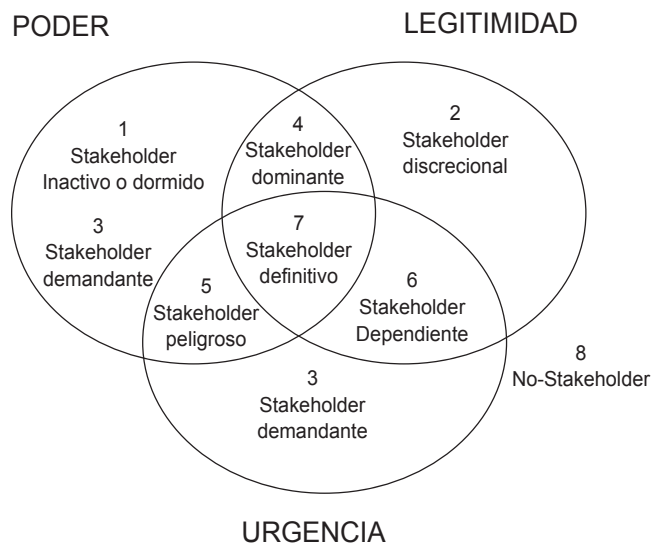 PODER
LEGITIMIDAD
1
Stakeholder
Inactivo o dormido
4
Stakeholder
dominante
2
Stakeholder
discrecional
3
Stakeholder
demandante
7
Stakeholder
definitivo
5
Stakeholder
peligroso
6
Stakeholder
Dependiente
8
No-Stakeholder
3
Stakeholder
demandante
URGENCIA